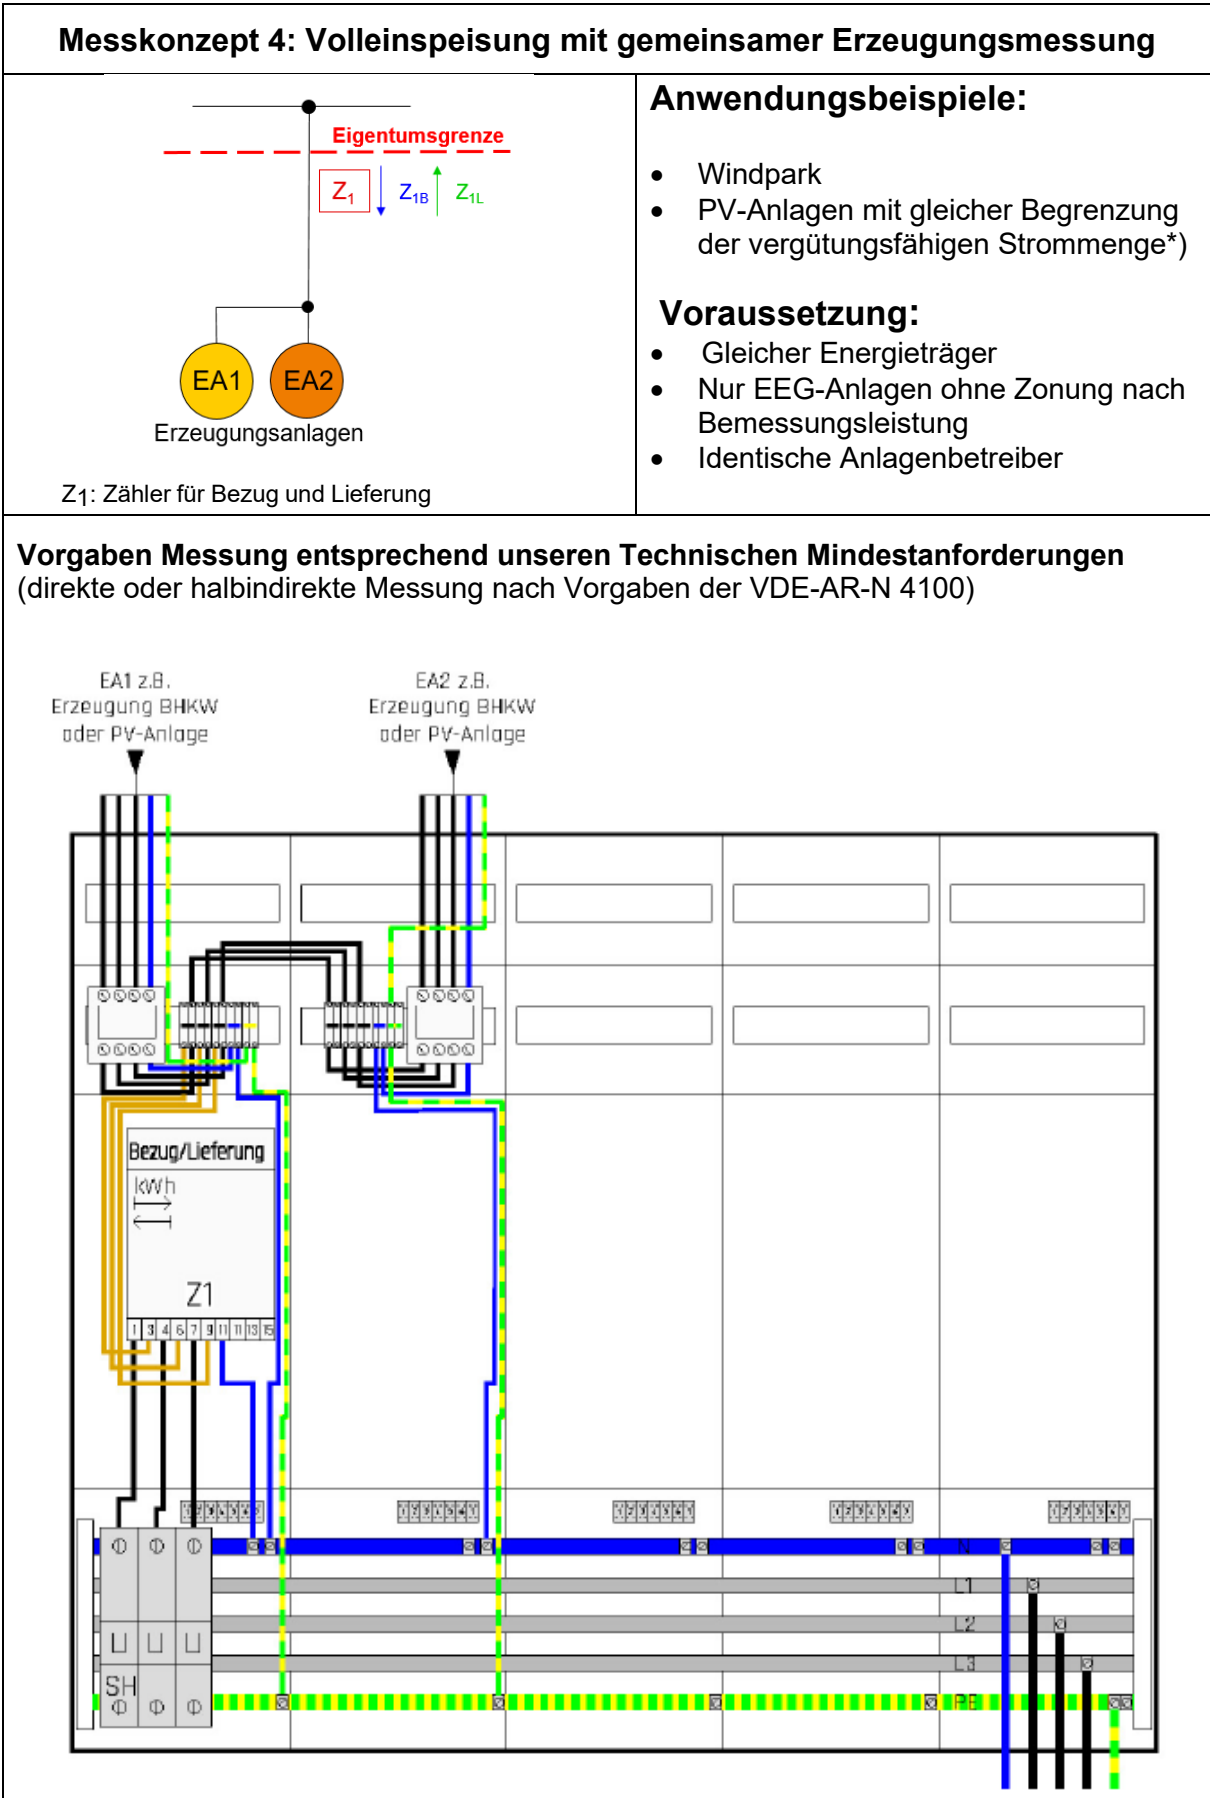 Messkonzept 4: Volleinspeisung mit gemeinsamer Erzeugungsmessung
Eigentumsgrenze
Z1 Z1B Z1L
EA1 EA2
Erzeugungsanlagen
Z1: Zähler für Bezug und Lieferung
Anwendungsbeispiele:
• Windpark
• PV-Anlagen mit gleicher Begrenzung
der vergütungsfähigen Strommenge*)
Voraussetzung:
• Gleicher Energieträger
• Nur EEG-Anlagen ohne Zonung nach
Bemessungsleistung
• Identische Anlagenbetreiber
Vorgaben Messung entsprechend unseren Technischen Mindestanforderungen
(direkte oder halbindirekte Messung nach Vorgaben der VDE-AR-N 4100)
EA1 z.B.
Erzeugung BHKW
oder PV-Anlage
EA2 z.B.
Erzeugung BHKW
oder PV-Anlage
Bezug/Lieferung
kWh
Z1
1 3 4 6 7 9 11 11 13 15
N
L1
L2
L3
SH
PE